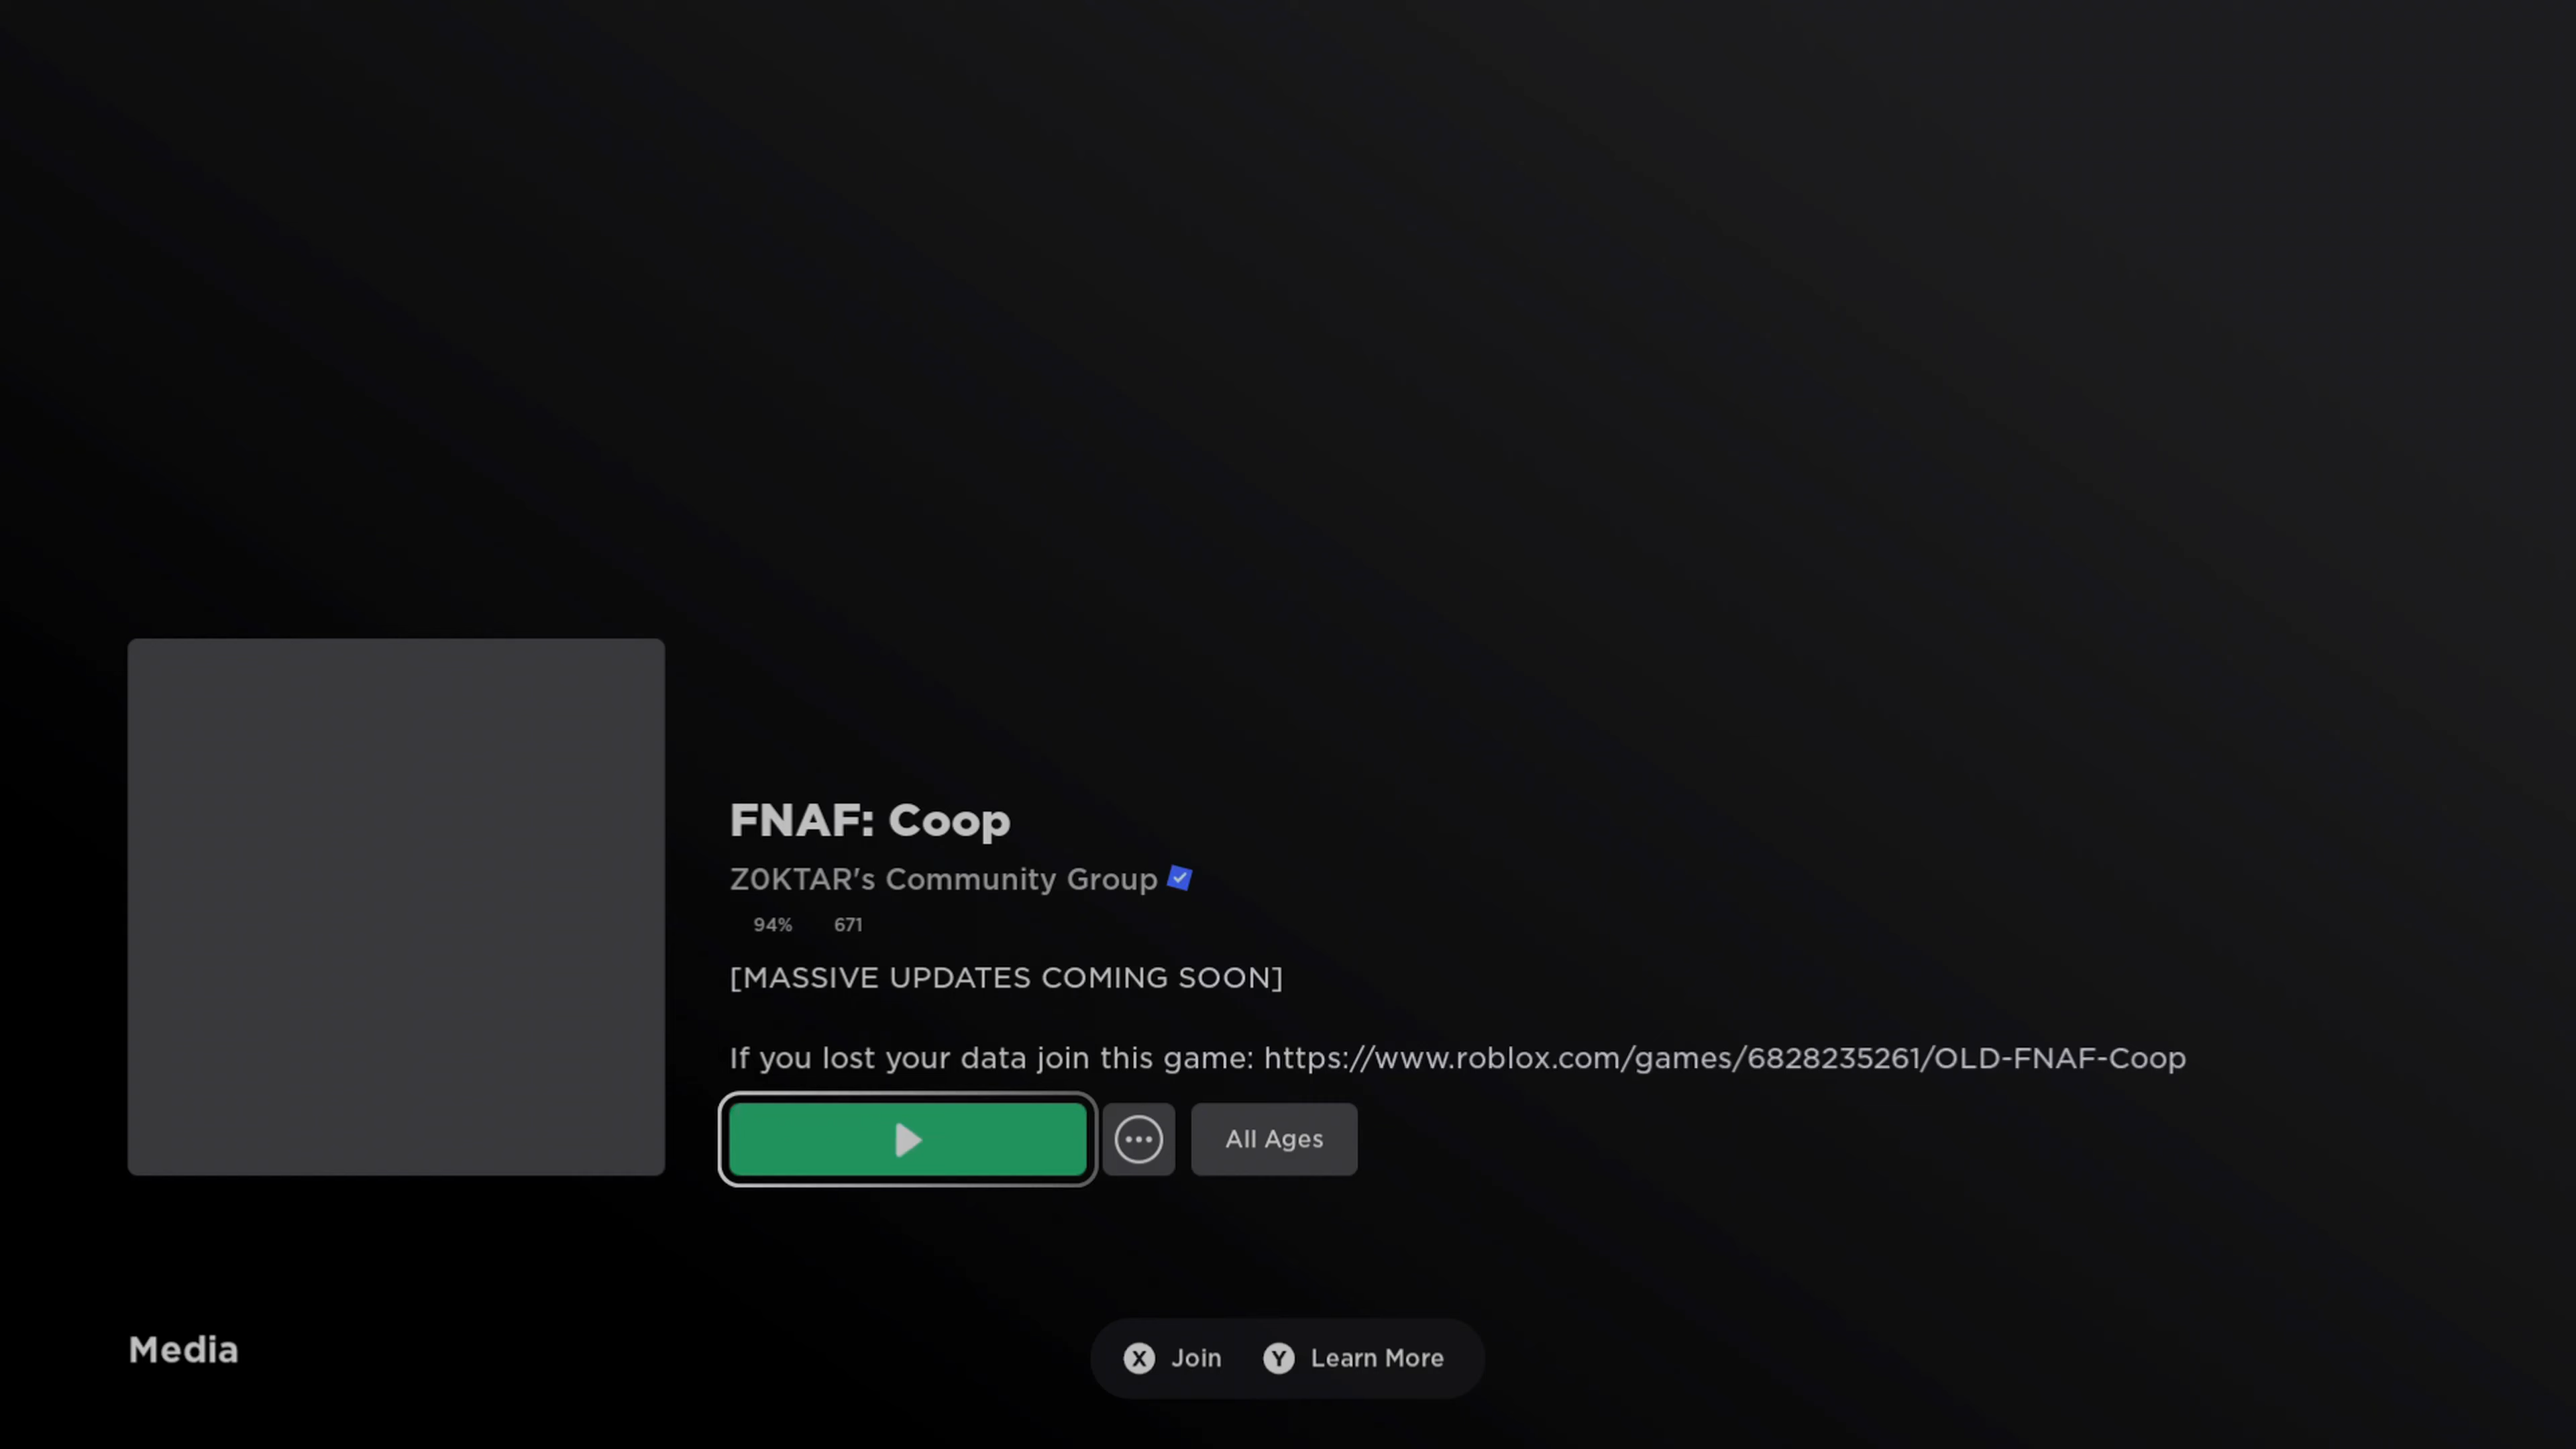 FNAF: Coop
Z0KTAR's Community Group
94% 671
[MASSIVE UPDATES COMING SOON]
If you lost your data join this game: https://www.roblox.com/games/6828235261/OLD-FNAF-Coop
All Ages
Media
X Join Y Learn More